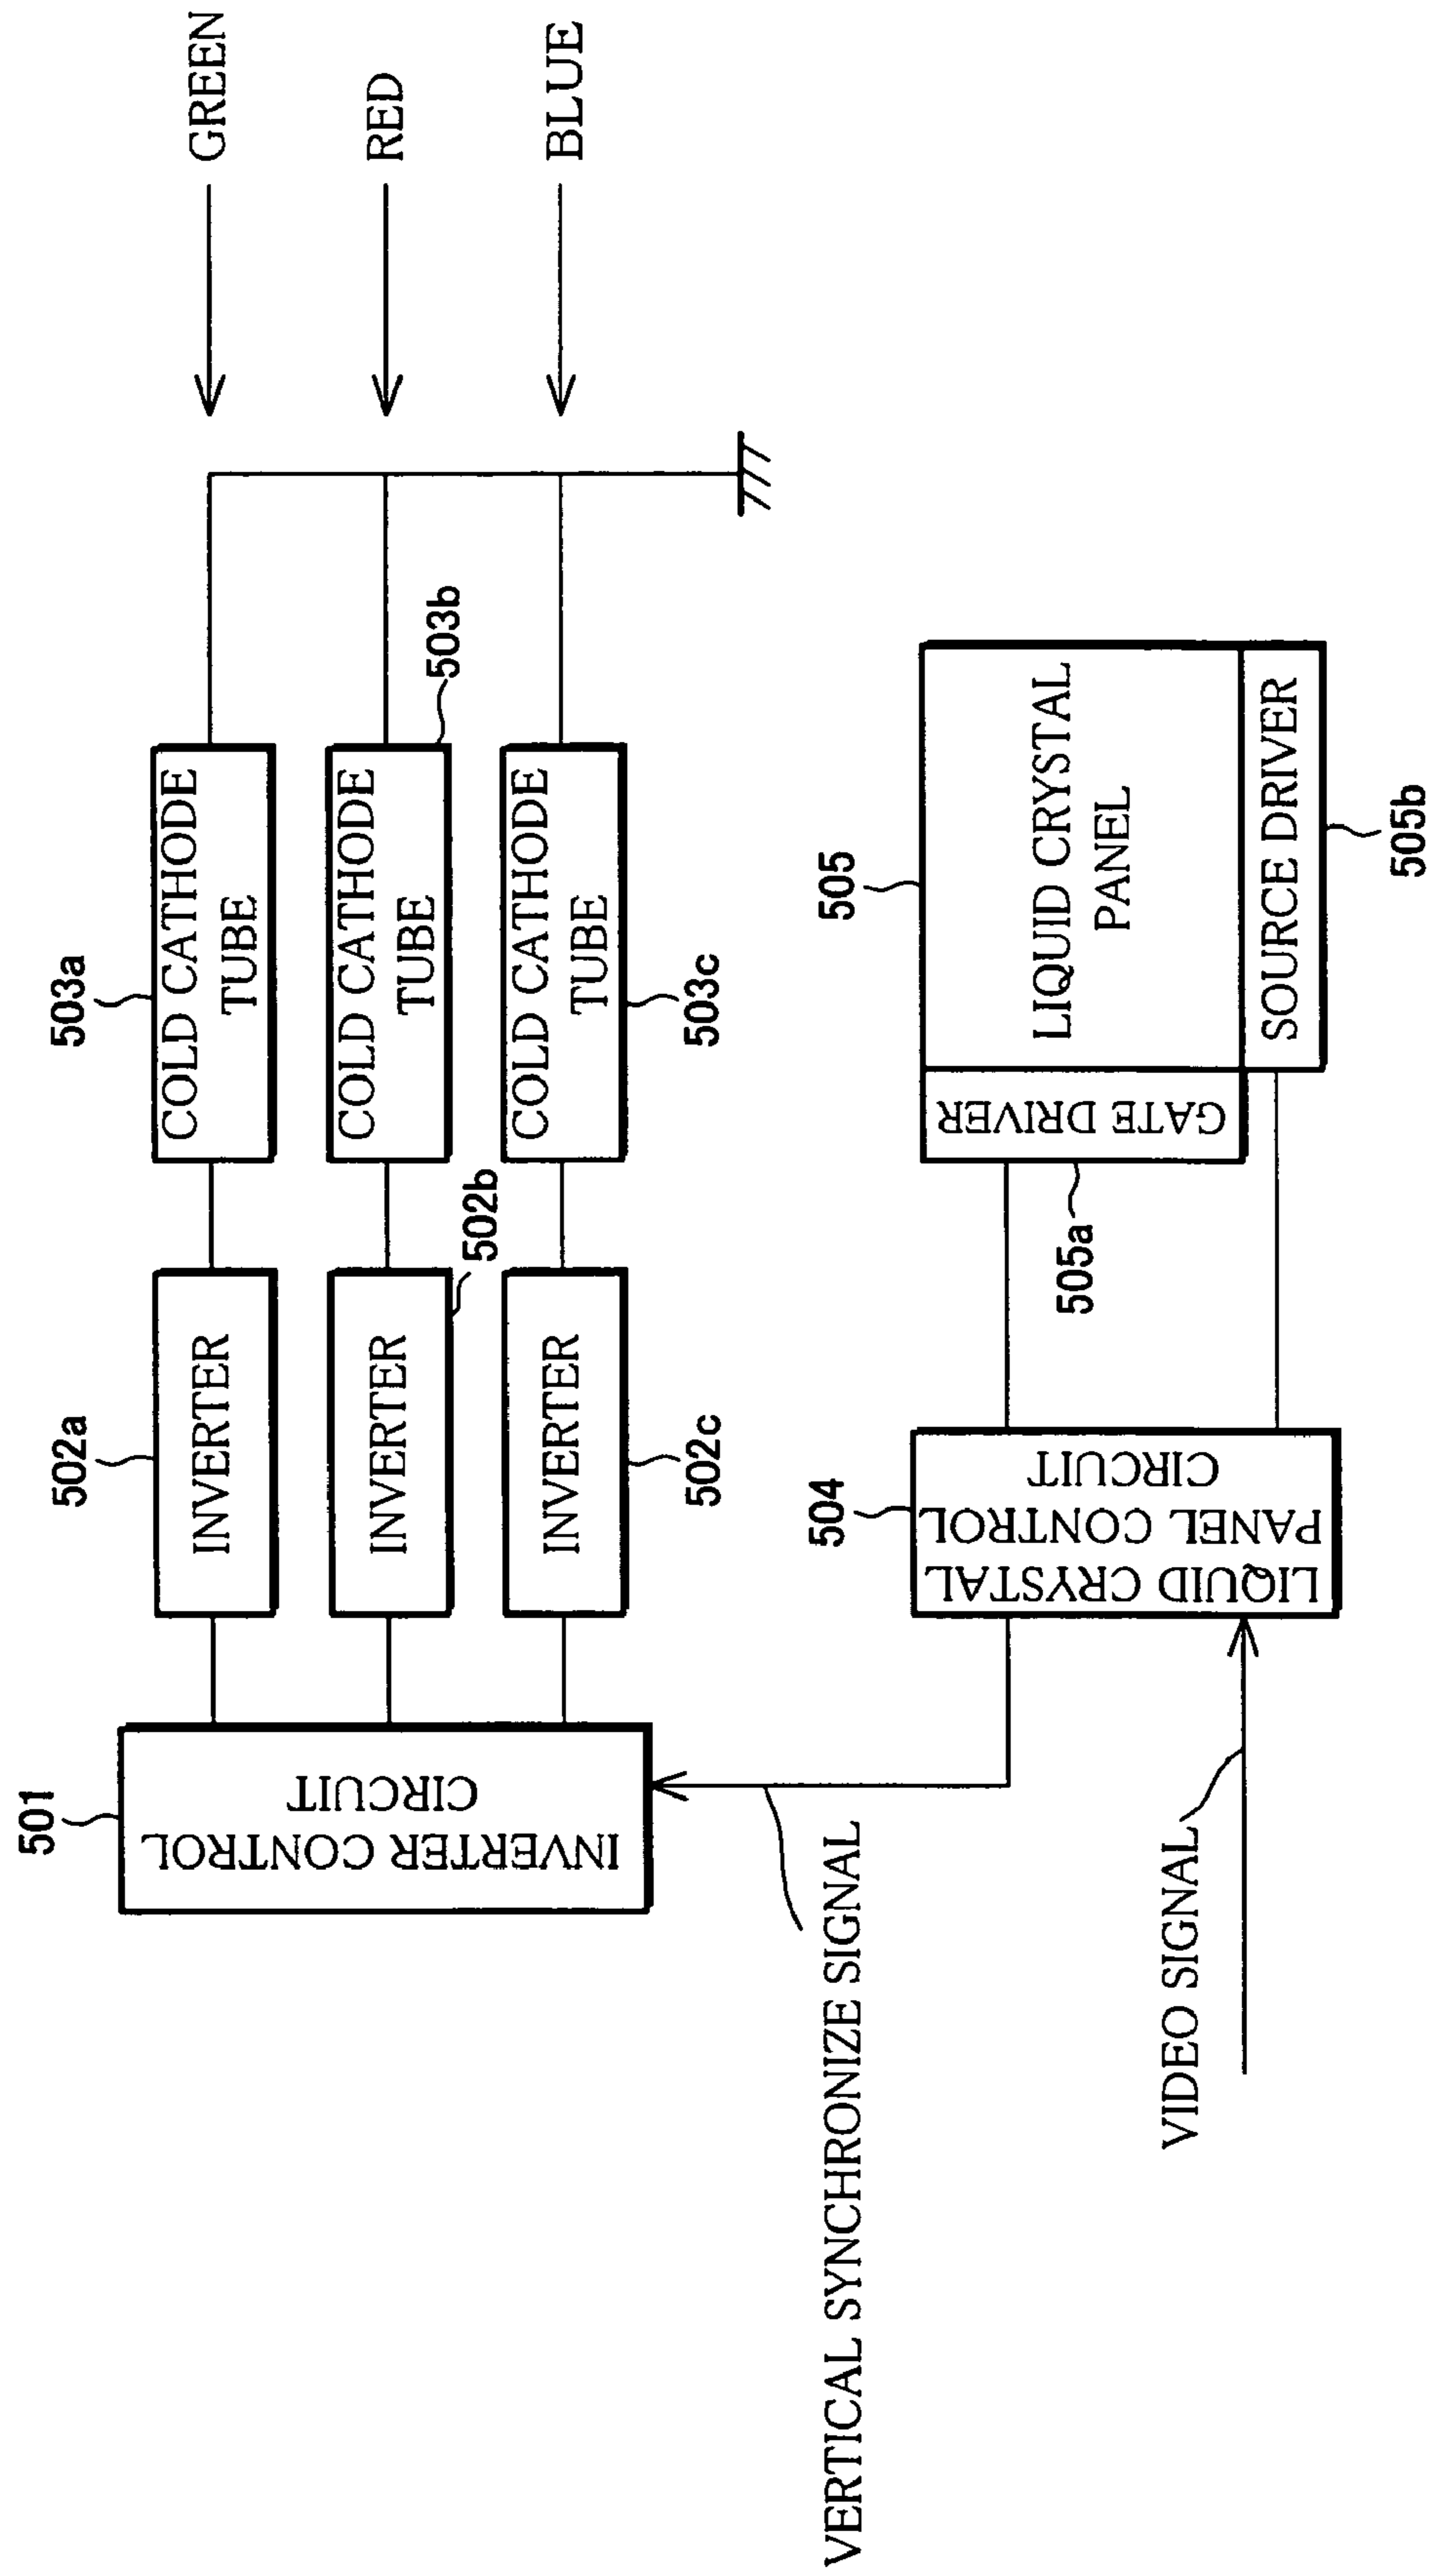 501
INVERTER CONTROL
CIRCUIT
502a
INVERTER
503a
COLD CATHODE
TUBE
GREEN
INVERTER
502b
COLD CATHODE
TUBE
503b
RED
INVERTER
502c
COLD CATHODE
TUBE
503c
BLUE
VERTICAL SYNCHRONIZE SIGNAL
504
LIQUID CRYSTAL
PANEL CONTROL
CIRCUIT
505
GATE DRIVER
505a
LIQUID CRYSTAL
PANEL
SOURCE DRIVER
505b
VIDEO SIGNAL